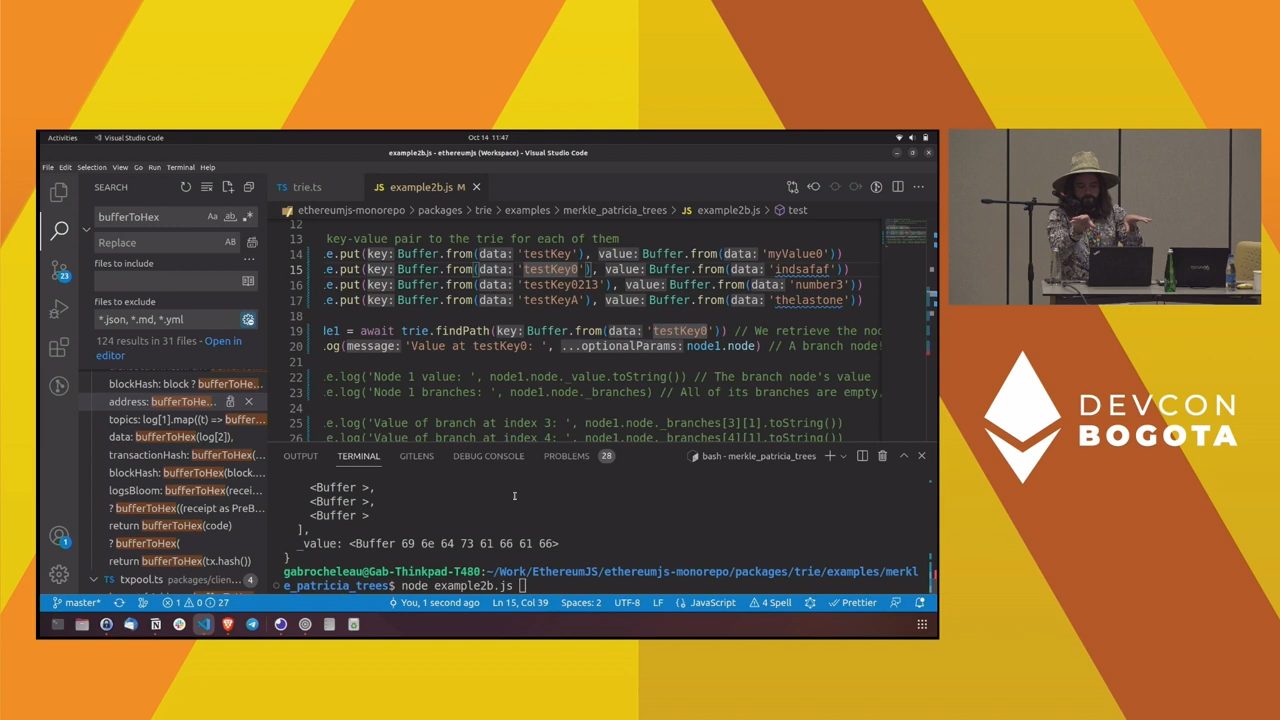 Activities
Visual Studio Code
Oct 14 11:47
example2b.js - ethereumjs (Workspace) - Visual Studio Code
File Edit Selection View Go Run Terminal Help
SEARCH
bufferToHex
Aa ab
Replace
AB
files to include
files to exclude
*.json, *.md, *.yml
124 results in 31 files - Open in
editor
blockHash: block ? bufferToHe...
address: bufferToHe...
topics: log[1].map((t) => buffer...
data: bufferToHex(log[2]),
transactionHash: bufferToHex(...
blockHash: bufferToHex(block....
logsBloom: bufferToHex(recei...
? bufferToHex((receipt as PreB...
return bufferToHex(code)
? bufferToHex(
return bufferToHex(tx.hash())
txpool.ts packages/clien...
4
23
1
trie.ts
JS example2b.js M
ethereumjs-monorepo > packages > trie > examples > merkle_patricia_trees > JS example2b.js > test
12
13 key-value pair to the trie for each of them
14 e.put(key:Buffer.from(data:'testKey'), value:Buffer.from(data:'myValue0'))
15 e.put(key:Buffer.from(data:'testKey0'), value:Buffer.from(data:'indsafaf'))
16 e.put(key:Buffer.from(data:'testKey0213'), value:Buffer.from(data:'number3'))
17 e.put(key:Buffer.from(data:'testKeyA'), value:Buffer.from(data:'thelastone'))
18
19 de1 = await trie.findPath(key:Buffer.from(data:'testKey0')) // We retrieve the nod
20 .og(message:'Value at testKey0: ', ...optionalParams:node1.node) // A branch node!
21
22 e.log('Node 1 value: ', node1.node._value.toString()) // The branch node's value
23 e.log('Node 1 branches: ', node1.node._branches) // All of its branches are empty,
24
25 e.log('Value of branch at index 3: ', node1.node._branches[3][1].toString())
26 e.log('Value of branch at index 4: ', node1.node._branches[4][1].toString())
OUTPUT TERMINAL GITLENS DEBUG CONSOLE PROBLEMS 28
bash - merkle_patricia_trees
<Buffer >,
<Buffer >,
<Buffer >
],
_value: <Buffer 69 6e 64 73 61 66 61 66>
}
gabrocheleau@Gab-Thinkpad-T480:~/Work/EthereumJS/ethereumjs-monorepo/packages/trie/examples/merkl
e_patricia_trees$ node example2b.js
master* 1 0 27 You, 1 second ago Ln 15, Col 39 Spaces: 2 UTF-8 LF JavaScript 4 Spell Prettier
DEVCON
BOGOTA